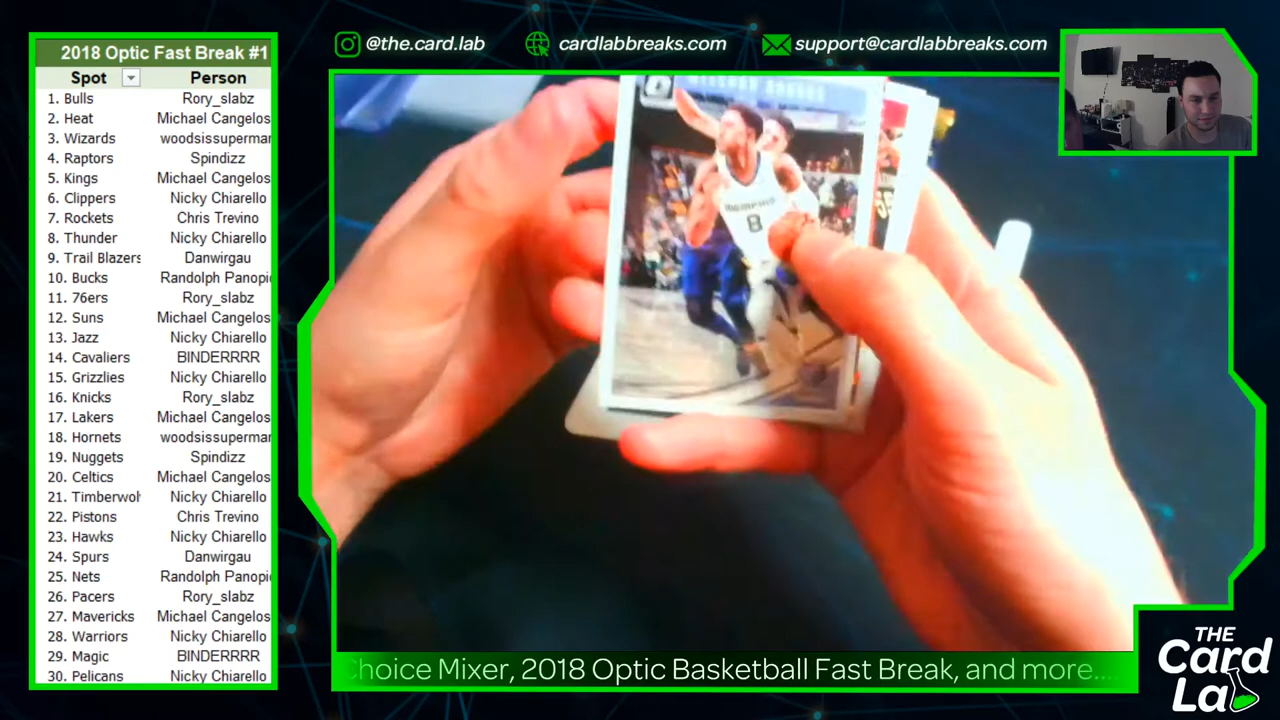 2018 Optic Fast Break #1
Spot Person
1. Bulls Rory_slabz
2. Heat Michael Cangelos
3. Wizards woodsissuperman
4. Raptors Spindizz
5. Kings Michael Cangelos
6. Clippers Nicky Chiarello
7. Rockets Chris Trevino
8. Thunder Nicky Chiarello
9. Trail Blazers Danwirgau
10. Bucks Randolph Panopi
11. 76ers Rory_slabz
12. Suns Michael Cangelos
13. Jazz Nicky Chiarello
14. Cavaliers BINDERRRR
15. Grizzlies Nicky Chiarello
16. Knicks Rory_slabz
17. Lakers Michael Cangelos
18. Hornets woodsissuperman
19. Nuggets Spindizz
20. Celtics Michael Cangelos
21. Timberwol Nicky Chiarello
22. Pistons Chris Trevino
23. Hawks Nicky Chiarello
24. Spurs Danwirgau
25. Nets Randolph Panopi
26. Pacers Rory_slabz
27. Mavericks Michael Cangelos
28. Warriors Nicky Chiarello
29. Magic BINDERRRR
30. Pelicans Nicky Chiarello
@the.card.lab
cardlabbreaks.com
support@cardlabbreaks.com
MEMPHIS
8
Choice Mixer, 2018 Optic Basketball Fast Break, and more....
THE
Card
La